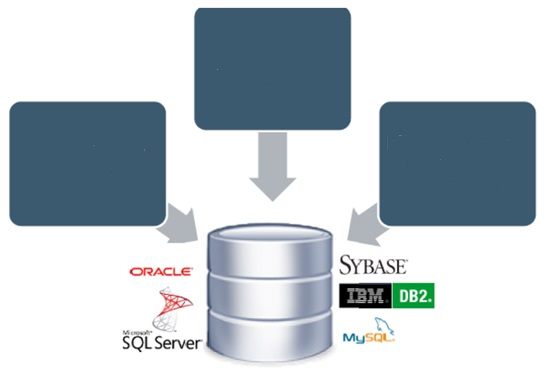 ORACLE
Microsoft
SQL Server
SYBASE
IBM DB2
MySQL